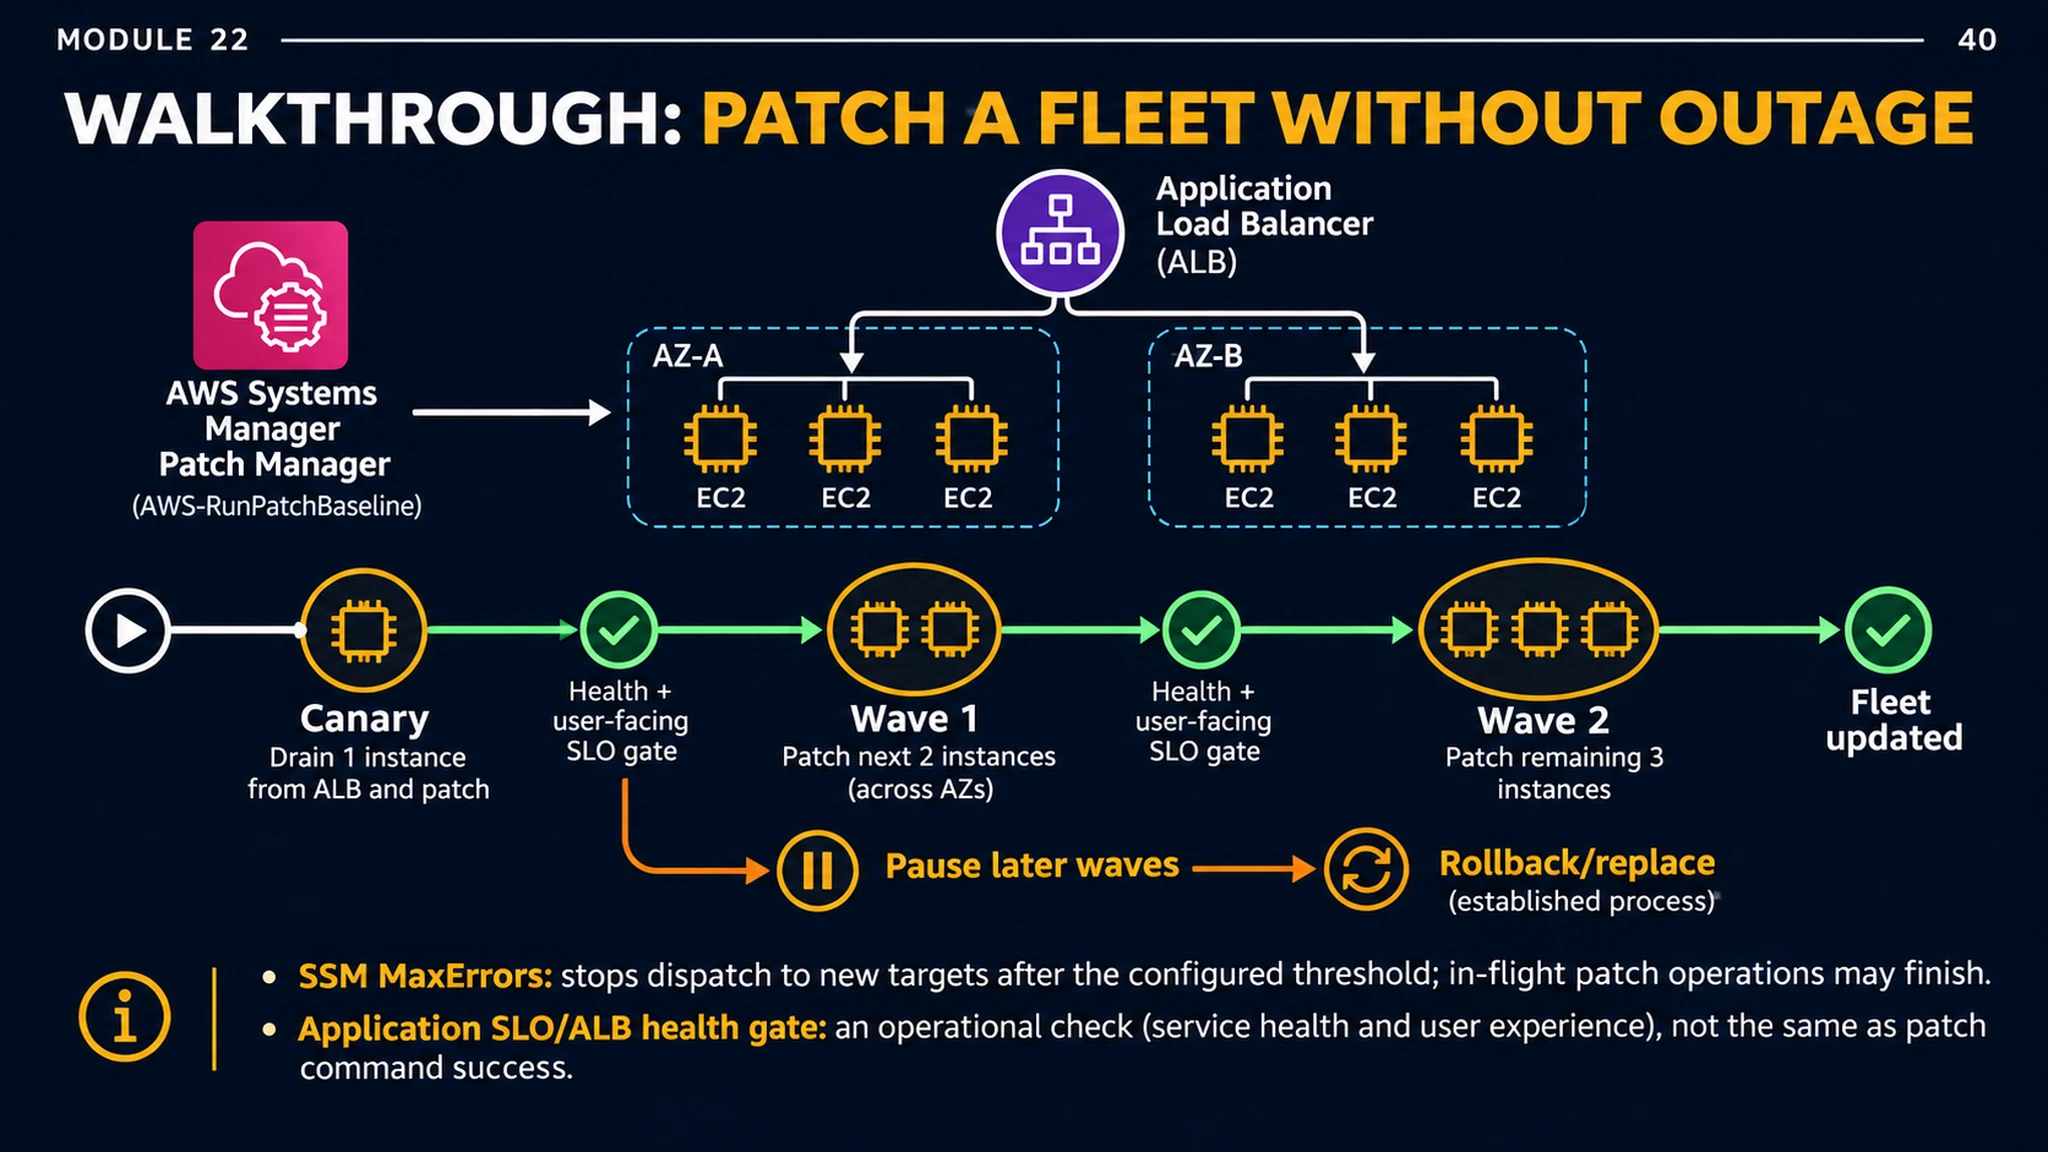 MODULE 22
40
WALKTHROUGH: PATCH A FLEET WITHOUT OUTAGE
Application
Load Balancer
(ALB)
AWS Systems
Manager
Patch Manager
(AWS-RunPatchBaseline)
AZ-A
EC2
EC2
EC2
AZ-B
EC2
EC2
EC2
Canary
Drain 1 instance
from ALB and patch
Health +
user-facing
SLO gate
Wave 1
Patch next 2 instances
(across AZs)
Health +
user-facing
SLO gate
Wave 2
Patch remaining 3
instances
Fleet
updated
Pause later waves
Rollback/replace
(established process)
• SSM MaxErrors: stops dispatch to new targets after the configured threshold; in-flight patch operations may finish.
• Application SLO/ALB health gate: an operational check (service health and user experience), not the same as patch
command success.